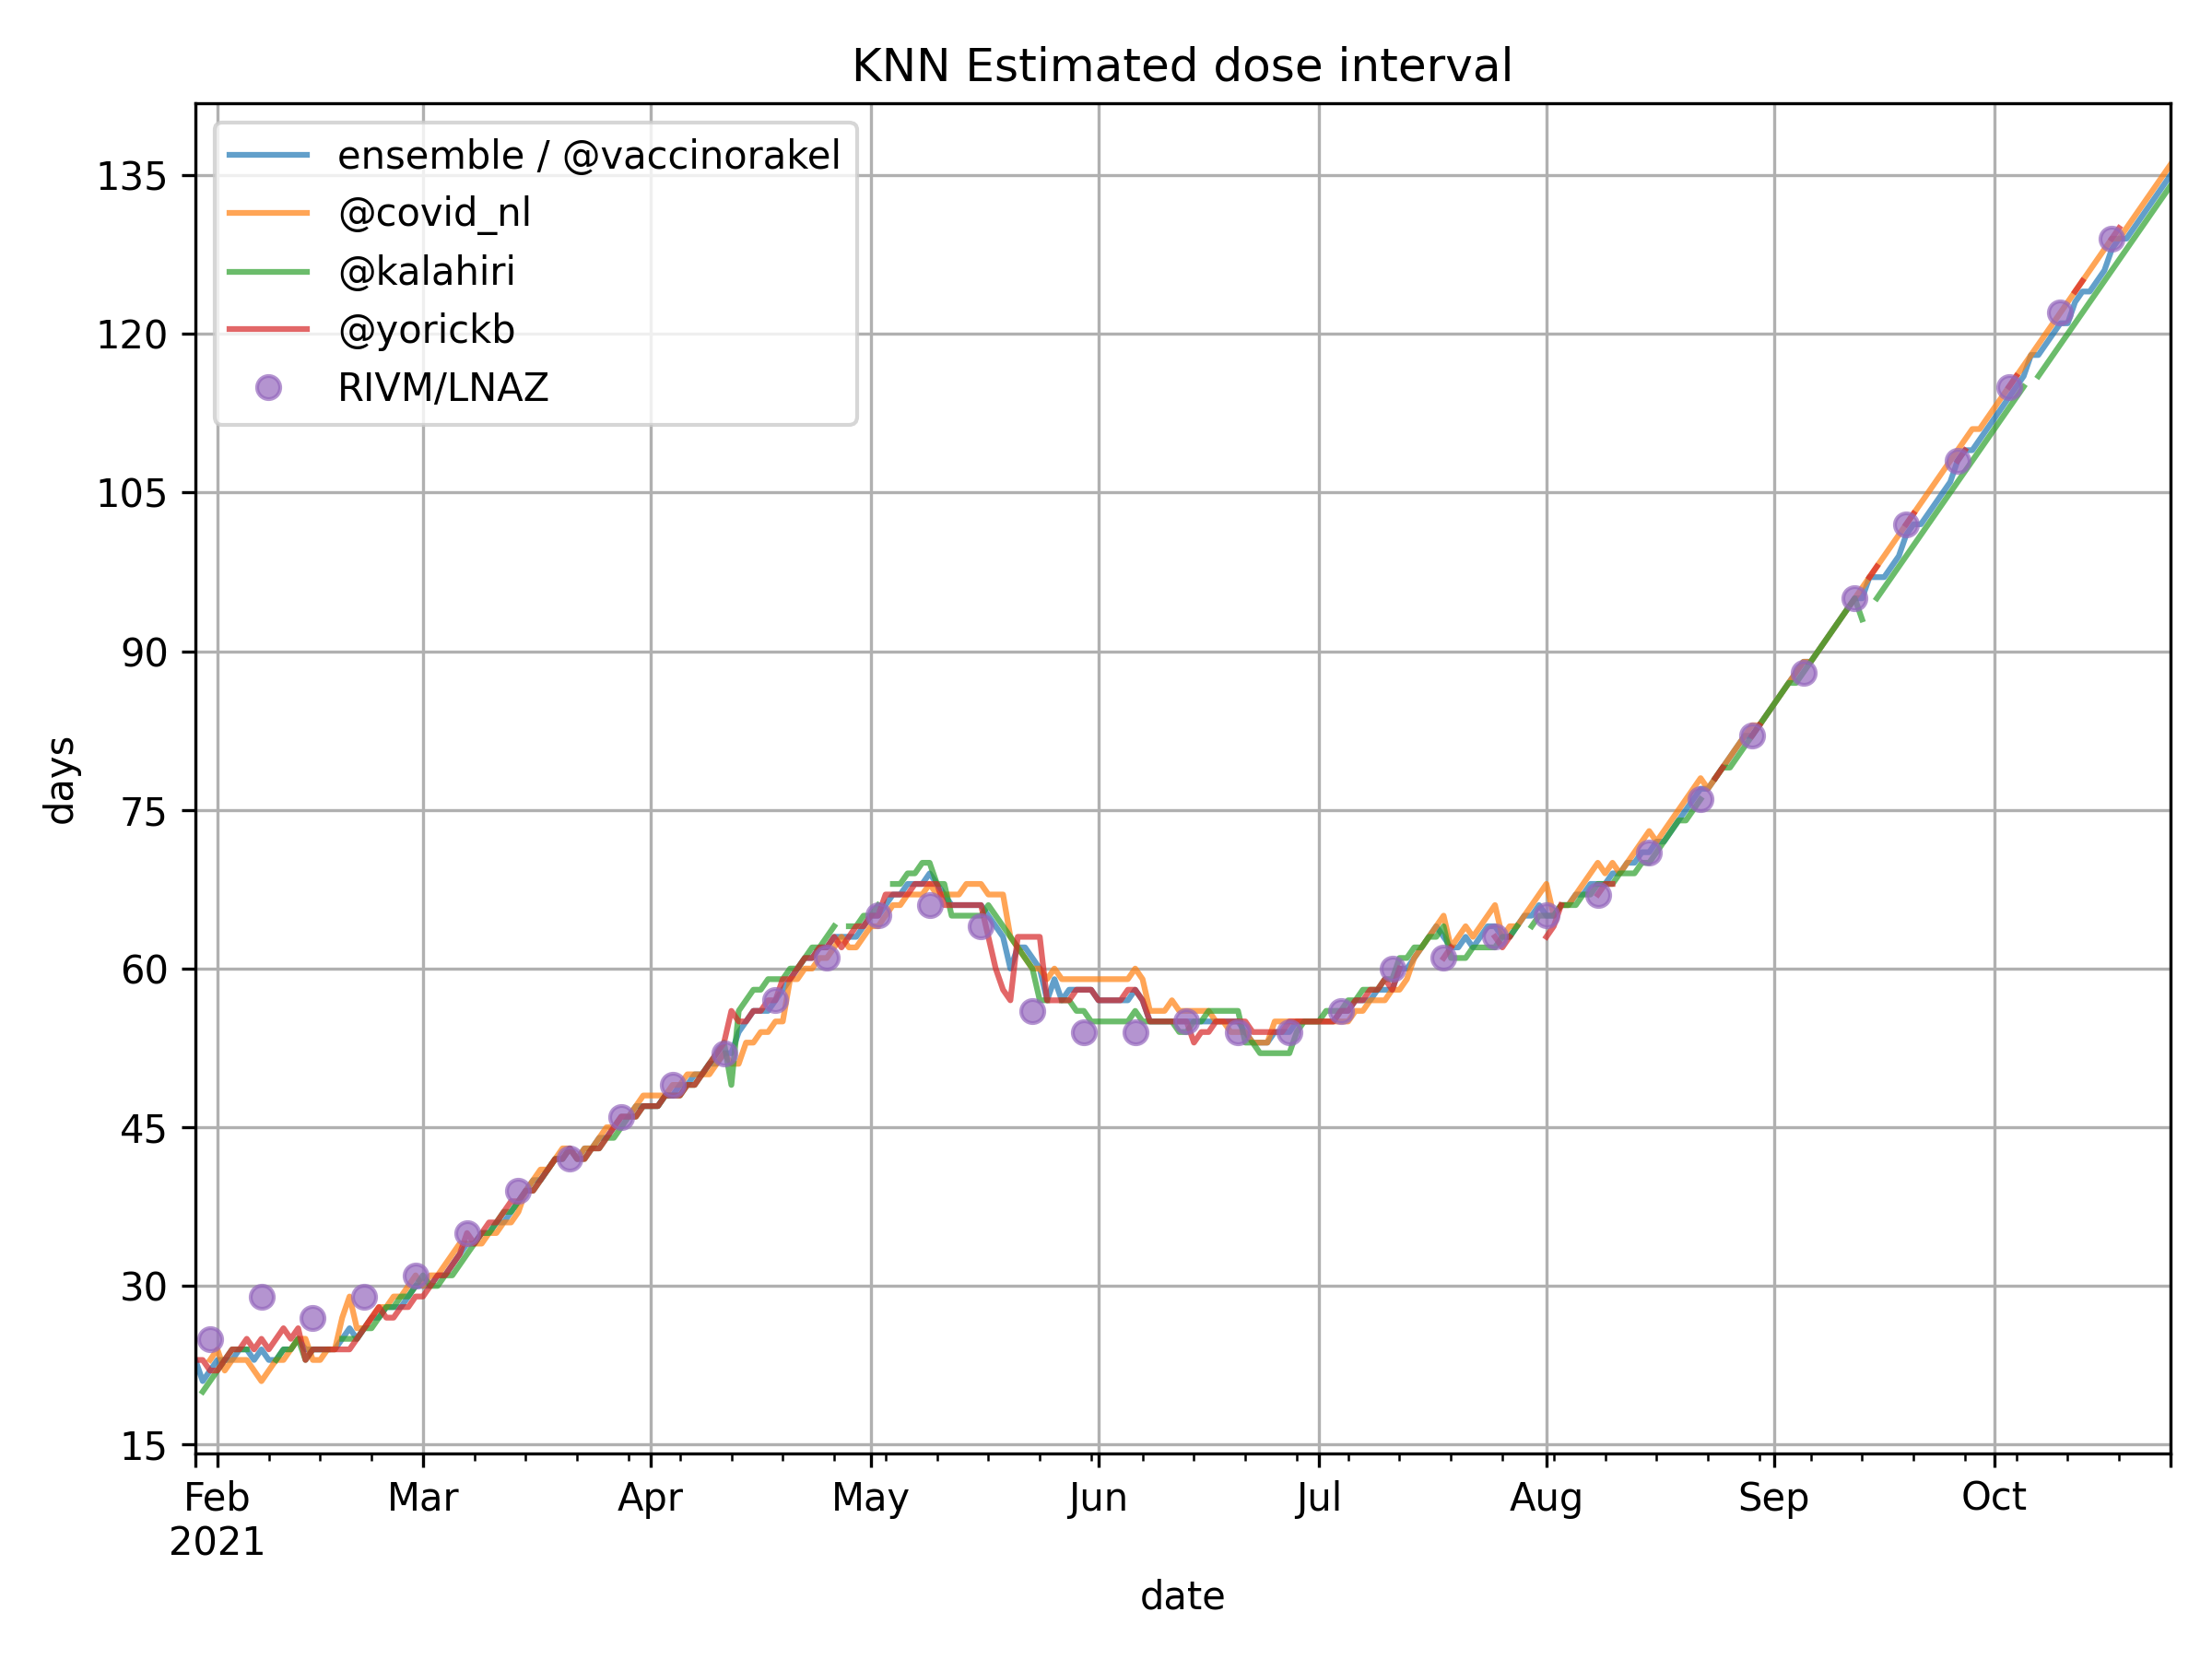 KNN Estimated dose interval
ensemble / @vaccinorakel
@covid_nl
@kalahiri
@yorickb
RIVM/LNAZ
135
120
105
90
75
60
45
30
15
days
Feb Mar Apr May Jun Jul Aug Sep Oct
2021
date